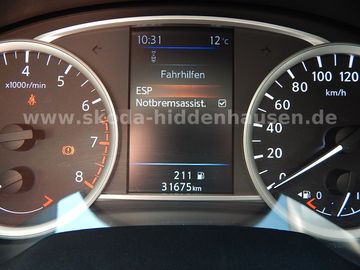 10:31 12°C
Fahrhilfen
ESP
Notbremsassist.
www.skoda-hiddenhausen.de
211
31675km
x1000r/min
4
5
6
7
8
km/h
0
20
40
60
80
100
120
0